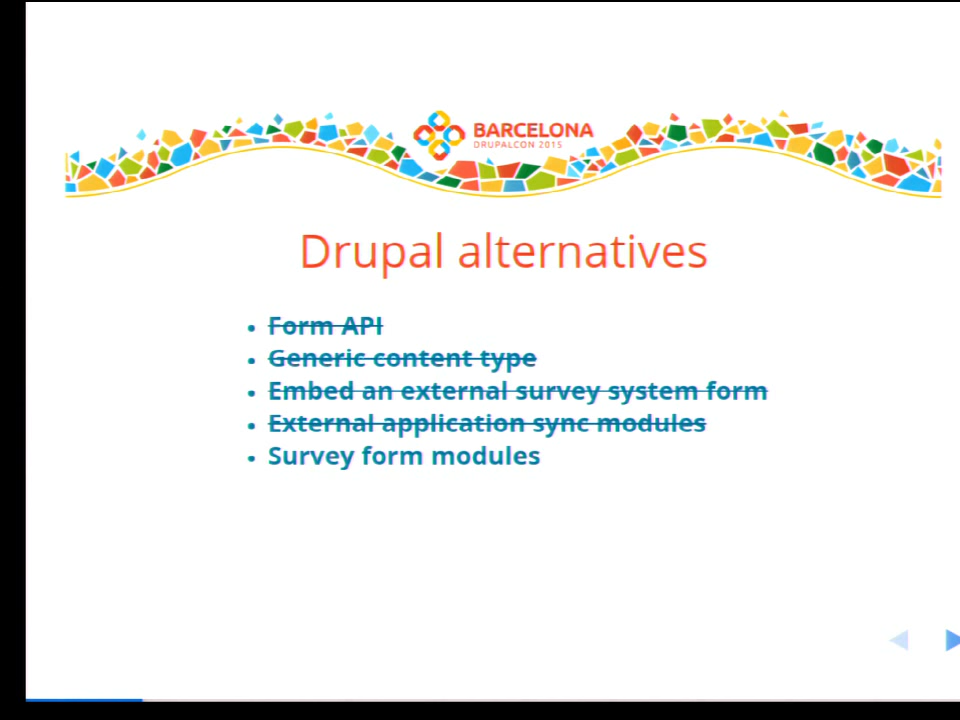 BARCELONA
DRUPALCON 2015
Drupal alternatives
Form API
Generic content type
Embed an external survey system form
External application sync modules
Survey form modules